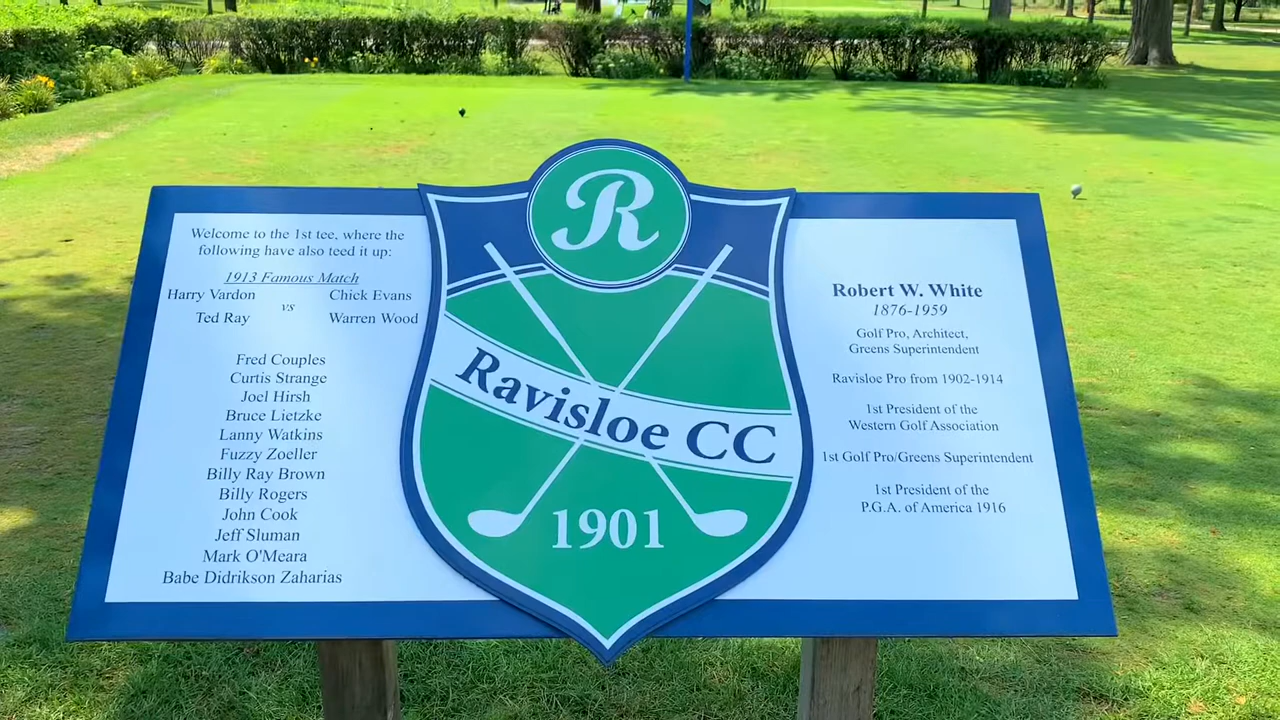 Welcome to the 1st tee, where the
following have also teed it up:
1913 Famous Match
Harry Vardon vs Chick Evans
Ted Ray Warren Wood
Fred Couples
Curtis Strange
Joel Hirsh
Bruce Lietzke
Lanny Watkins
Fuzzy Zoeller
Billy Ray Brown
Billy Rogers
John Cook
Jeff Sluman
Mark O'Meara
Babe Didrikson Zaharias
R
Ravisloe CC
1901
Robert W. White
1876-1959
Golf Pro, Architect,
Greens Superintendent
Ravisloe Pro from 1902-1914
1st President of the
Western Golf Association
1st Golf Pro/Greens Superintendent
1st President of the
P.G.A. of America 1916